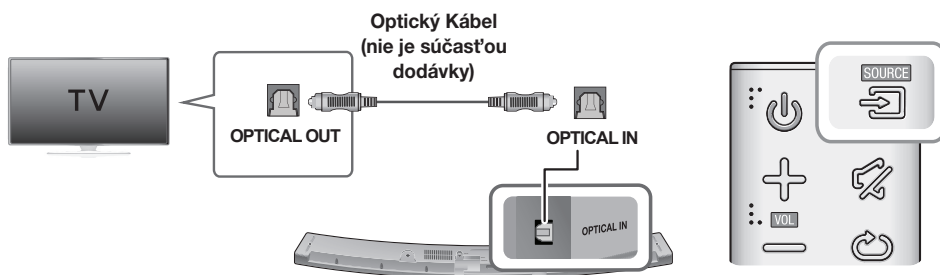 Optický Kábel
(nie je súčasťou
dodávky)
TV
OPTICAL OUT
OPTICAL IN
OPTICAL IN
SOURCE
VOL